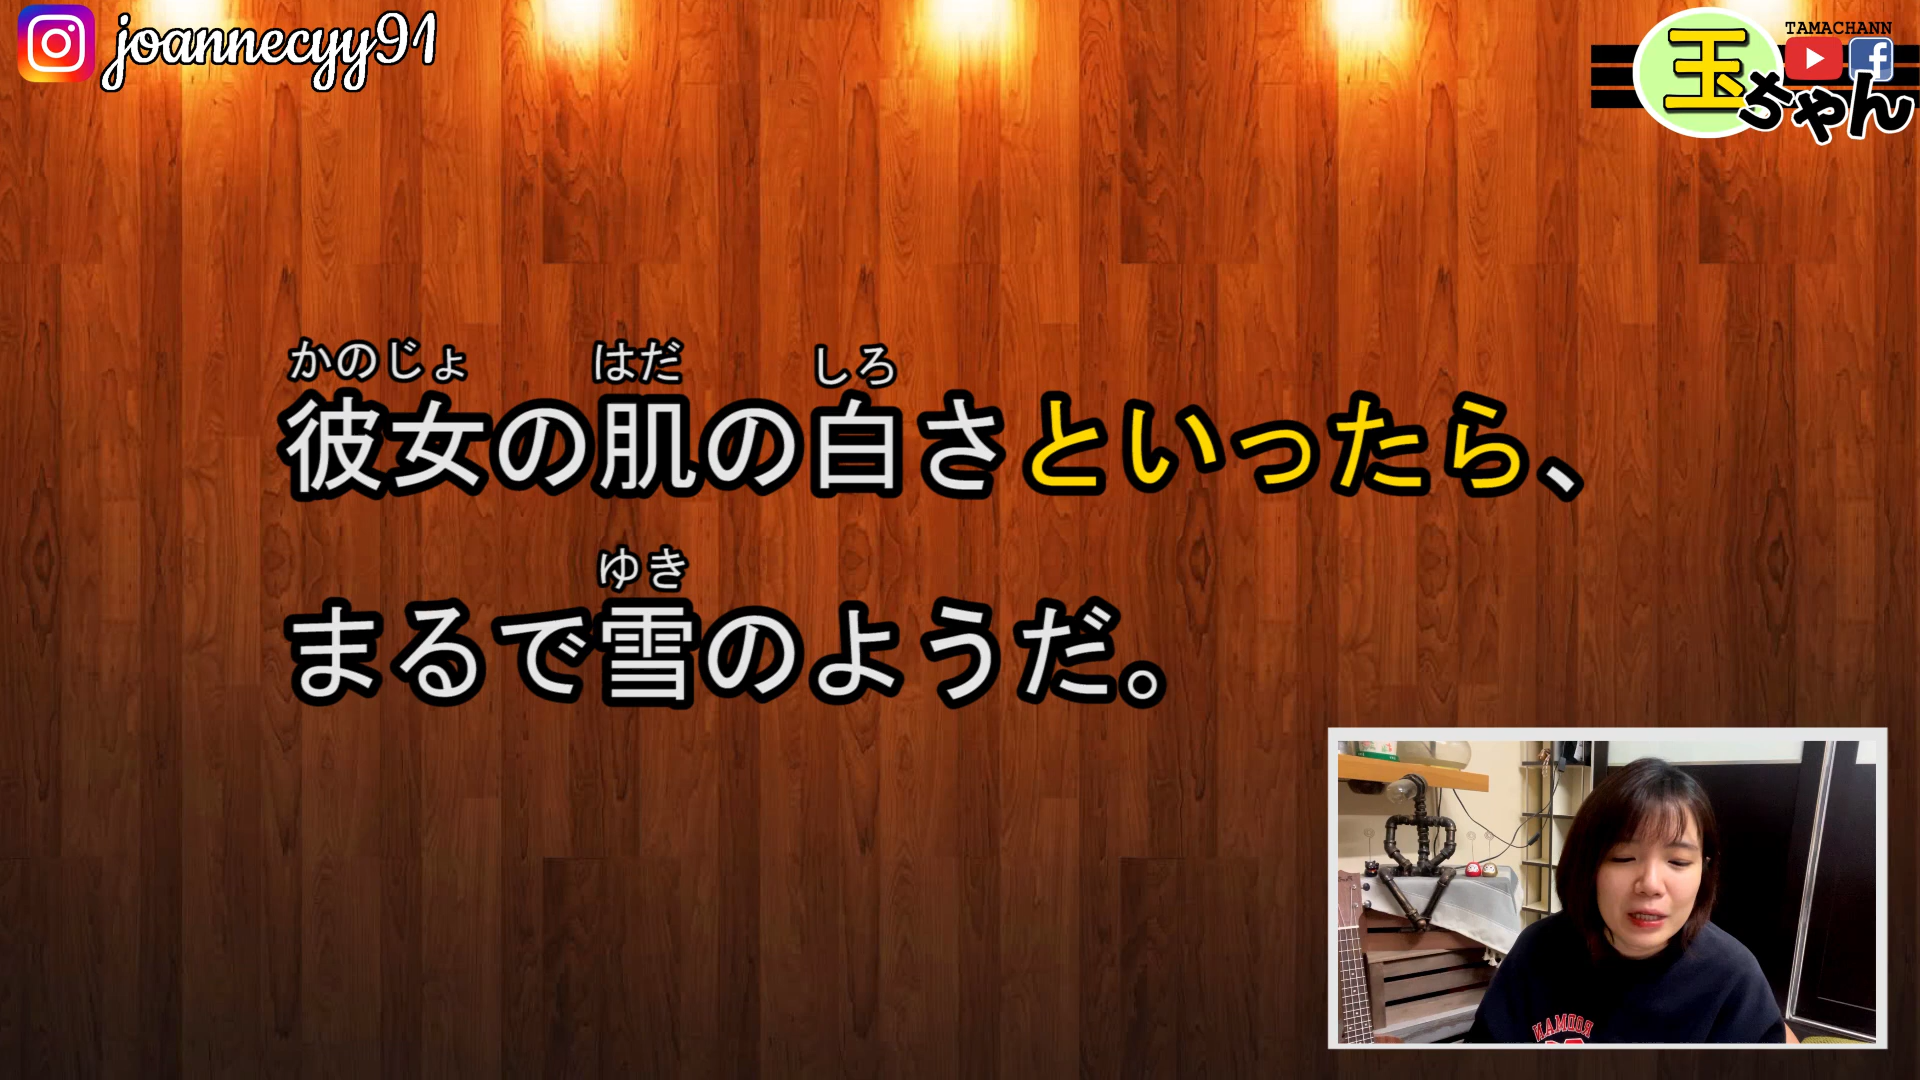 joannecyy91
TAMACHANN
玉ちゃん
かのじょ はだ しろ
彼女の肌の白さといったら、
ゆき
まるで雪のようだ。
RODMAN